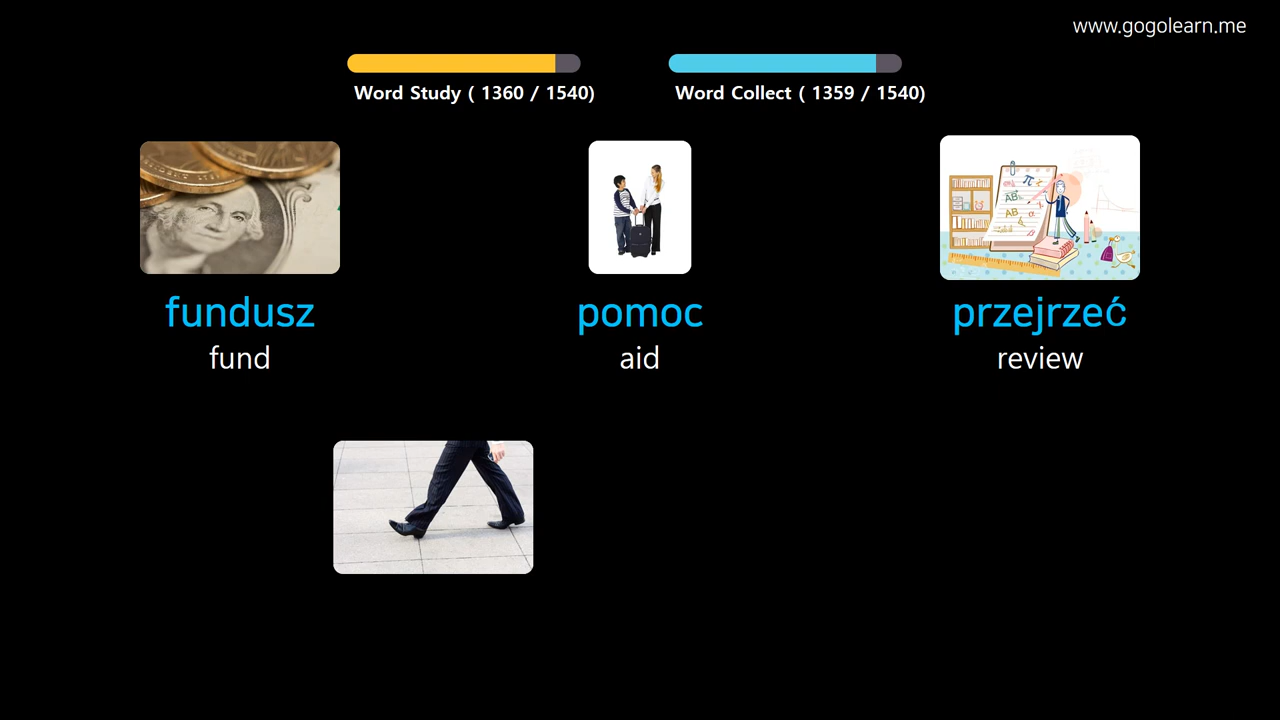 www.gogolearn.me
Word Study ( 1360 / 1540)
Word Collect ( 1359 / 1540)
fundusz
fund
pomoc
aid
przejrzeć
review